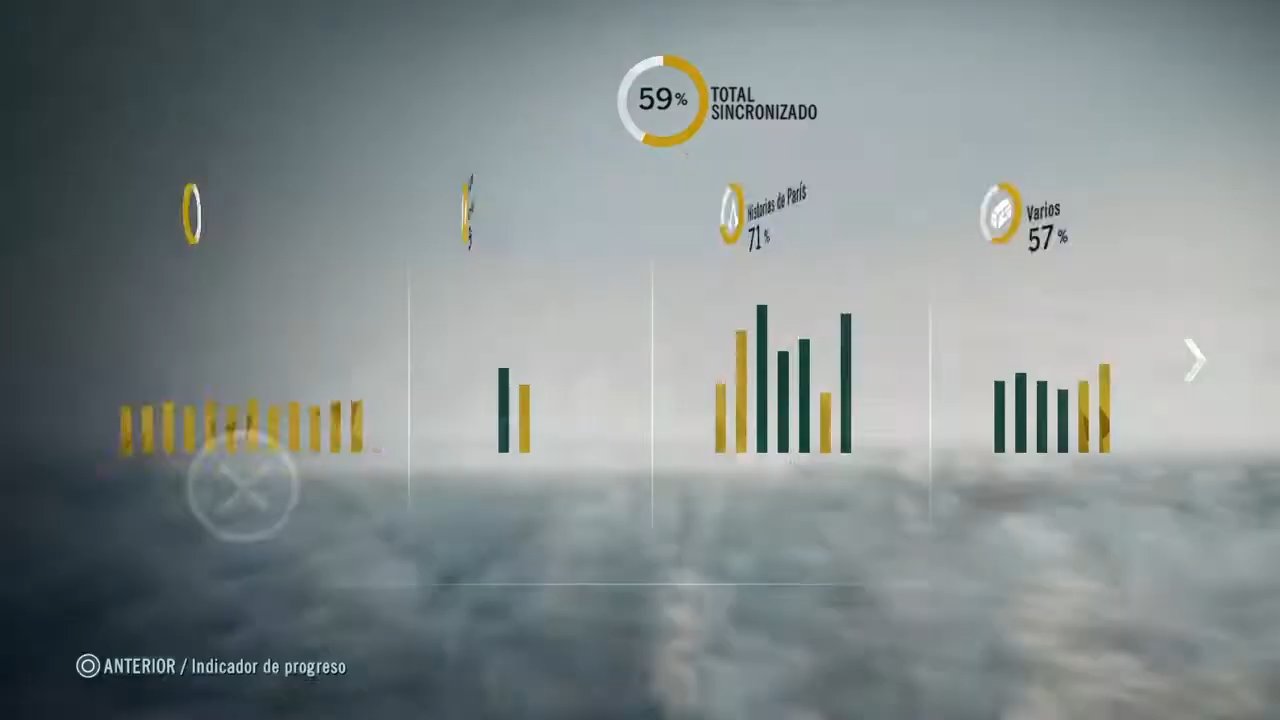 59%
TOTAL
SINCRONIZADO
Historias de París
71%
Varios
57%
ANTERIOR / Indicador de progreso